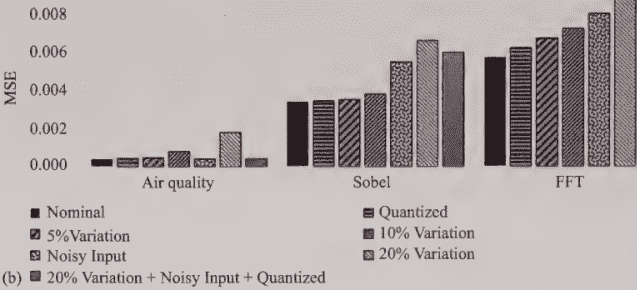 0.008
0.006
0.004
0.002
0.000
MSE
Air quality Sobel FFT
Nominal Quantized
5%Variation 10% Variation
Noisy Input 20% Variation
(b) 20% Variation + Noisy Input + Quantized